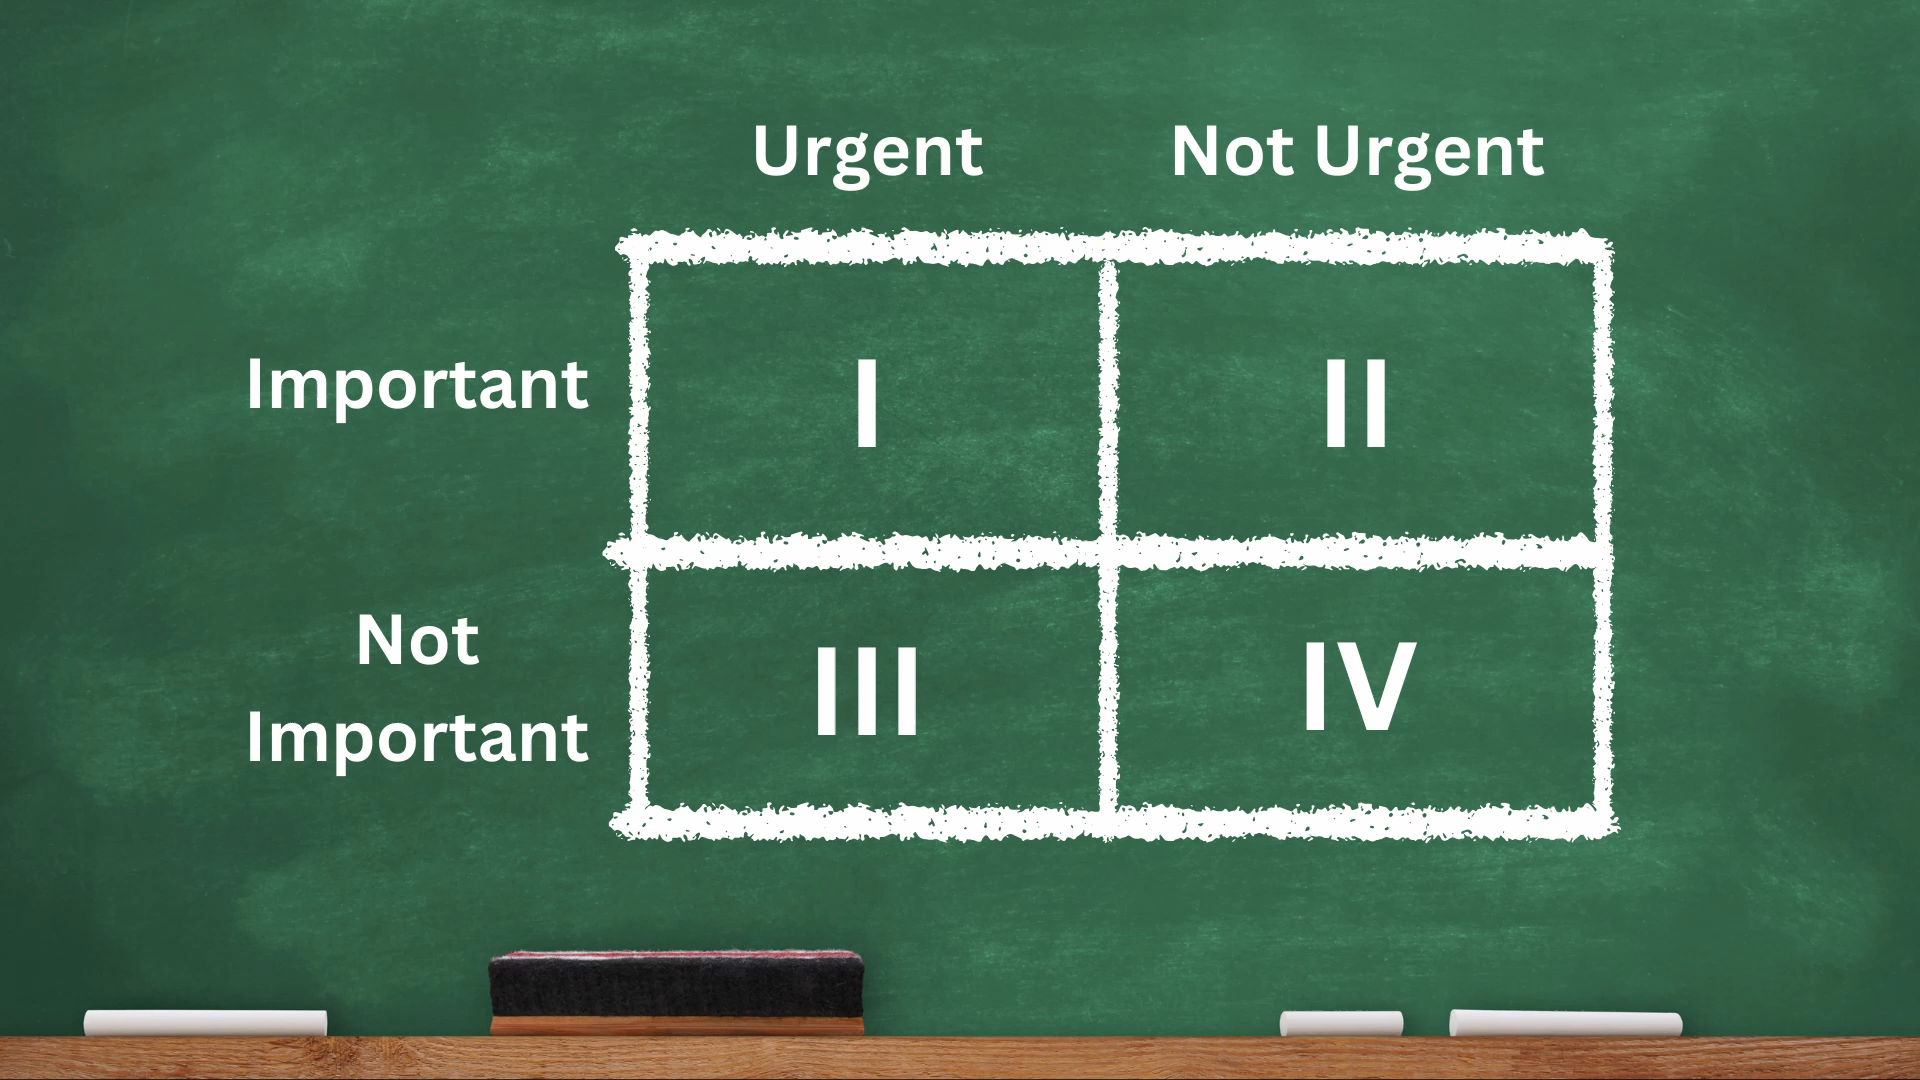 Urgent Not Urgent
Important I II
Not
Important
III IV